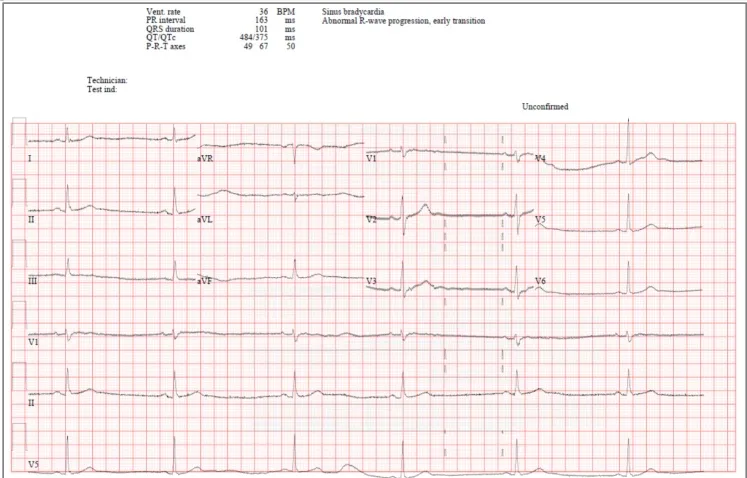 Vent. rate 36 BPM Sinus bradycardia
PR interval 163 ms Abnormal R-wave progression, early transition
QRS duration 101 ms
QT/QTc 484/375 ms
P-R-T axes 49 67 50
Technician:
Test ind:
Unconfirmed
I aVR V1 V4
II aVL V2 V5
III aVF V3 V6
V1
II
V5